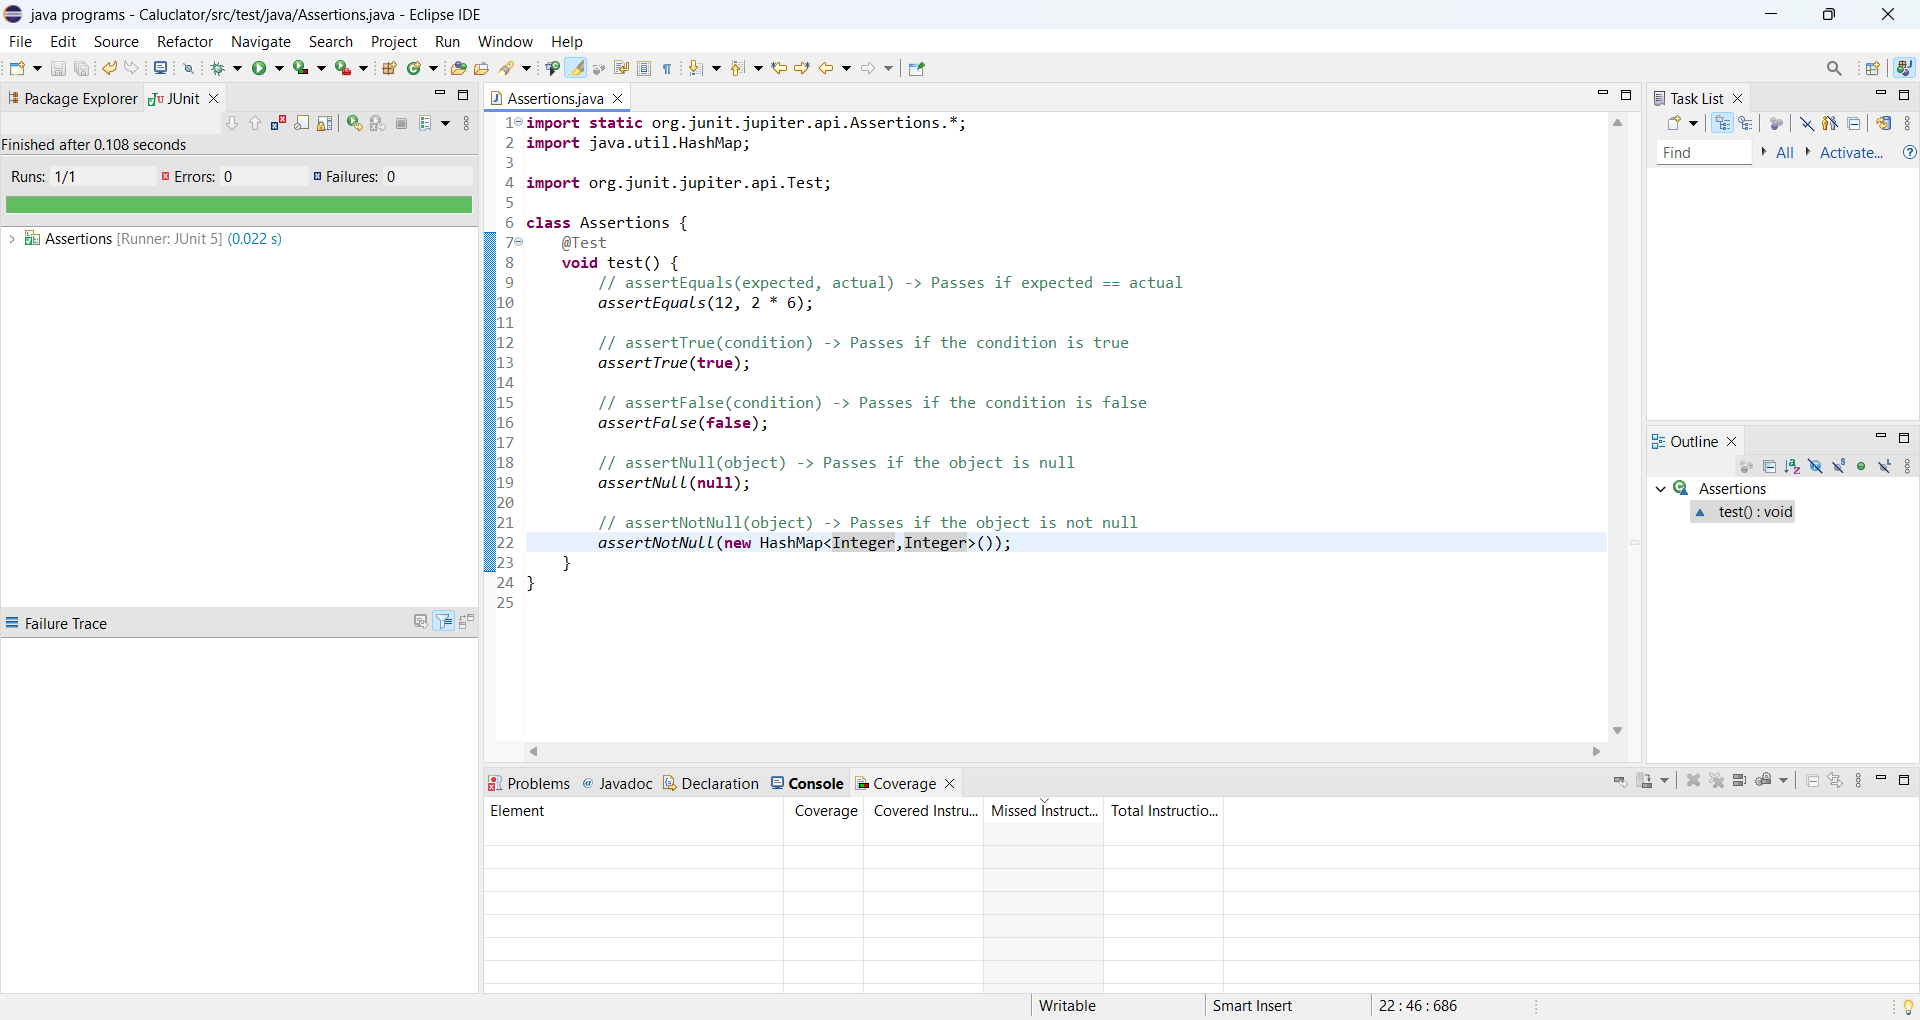 java programs - Caluclator/src/test/java/Assertions.java - Eclipse IDE
File Edit Source Refactor Navigate Search Project Run Window Help
Package Explorer JUnit
Finished after 0.108 seconds
Runs: 1/1 Errors: 0 Failures: 0
Assertions [Runner: JUnit 5] (0.022 s)
Failure Trace
Assertions.java
1 import static org.junit.jupiter.api.Assertions.*;
2 import java.util.HashMap;
3
4 import org.junit.jupiter.api.Test;
5
6 class Assertions {
7 @Test
8 void test() {
9 // assertEquals(expected, actual) -> Passes if expected == actual
10 assertEquals(12, 2 * 6);
11
12 // assertTrue(condition) -> Passes if the condition is true
13 assertTrue(true);
14
15 // assertFalse(condition) -> Passes if the condition is false
16 assertFalse(false);
17
18 // assertNull(object) -> Passes if the object is null
19 assertNull(null);
20
21 // assertNotNull(object) -> Passes if the object is not null
22 assertNotNull(new HashMap<Integer,Integer>());
23 }
24 }
25
Task List
Find All Activate...
Outline
Assertions
test() : void
Problems Javadoc Declaration Console Coverage
Element Coverage Covered Instru... Missed Instruct... Total Instructio...
Writable Smart Insert 22 : 46 : 686